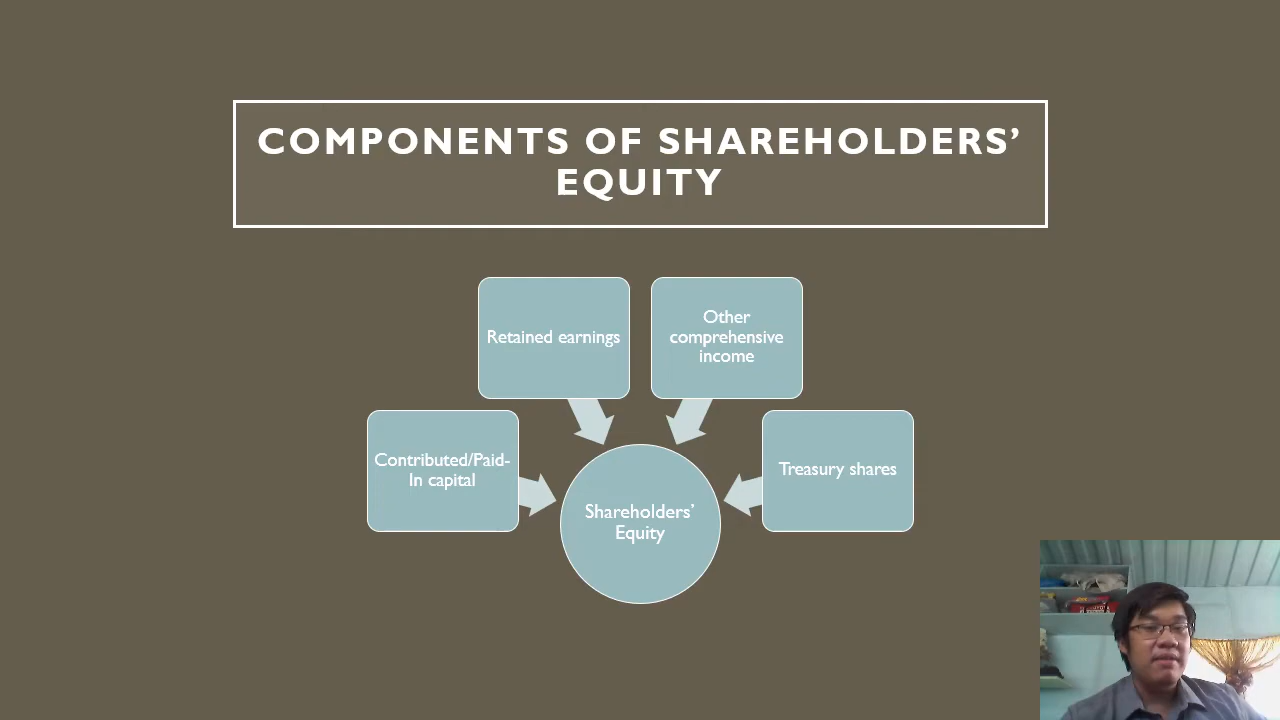 COMPONENTS OF SHAREHOLDERS’
EQUITY
Retained earnings
Other
comprehensive
income
Contributed/Paid-
In capital
Treasury shares
Shareholders’
Equity